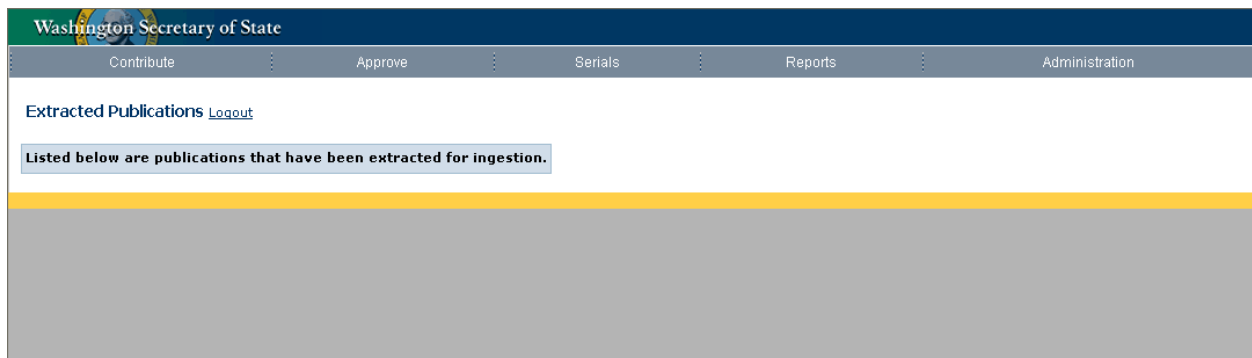 Washington Secretary of State
Contribute Approve Serials Reports Administration
Extracted Publications Logout
Listed below are publications that have been extracted for ingestion.